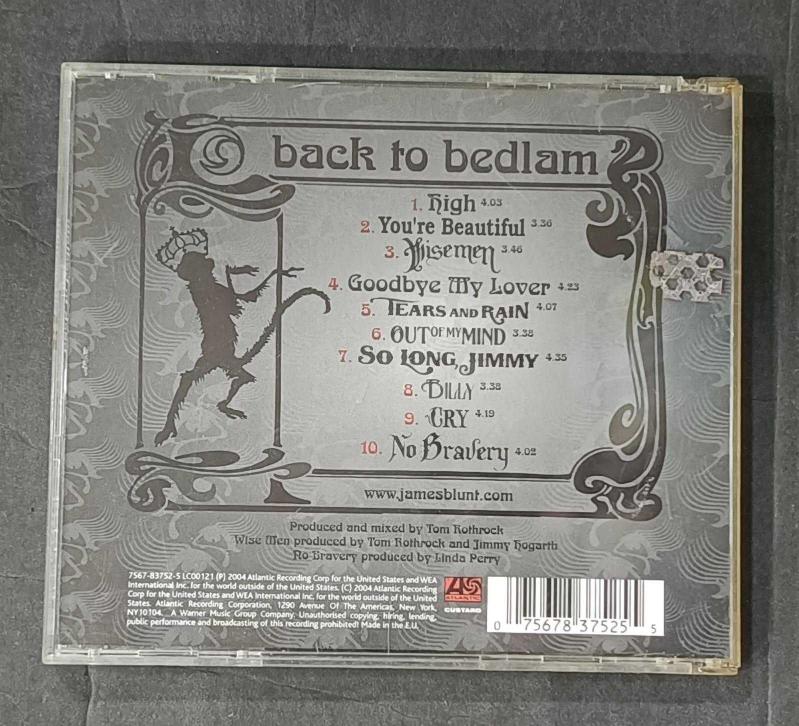 back to bedlam
1. High 4.03
2. You're Beautiful 3.36
3. Wisemen 3.46
4. Goodbye My Lover 4.23
5. TEARS AND RAIN 4.07
6. OUT OF MY MIND 3.38
7. SO LONG, JIMMY 4.35
8. BILLY 3.38
9. CRY 4.19
10. No Bravery 4.02
www.jamesblunt.com
Produced and mixed by Tom Rothrock
Wise Men produced by Tom Rothrock and Jimmy Hogarth
No Bravery produced by Linda Perry
7567-83752-5 LC00121 (P) 2004 Atlantic Recording Corp for the United States and WEA
International Inc. for the world outside of the United States. (C) 2004 Atlantic Recording
Corp for the United States and WEA International Inc. for the world outside of the United
States. Atlantic Recording Corporation, 1290 Avenue Of The Americas, New York,
NY10104. A Warner Music Group Company. Unauthorised copying, hiring, lending,
public performance and broadcasting of this recording prohibited! Made in the E.U.
ATLANTIC
CUSTARD
0 75678 37525 5